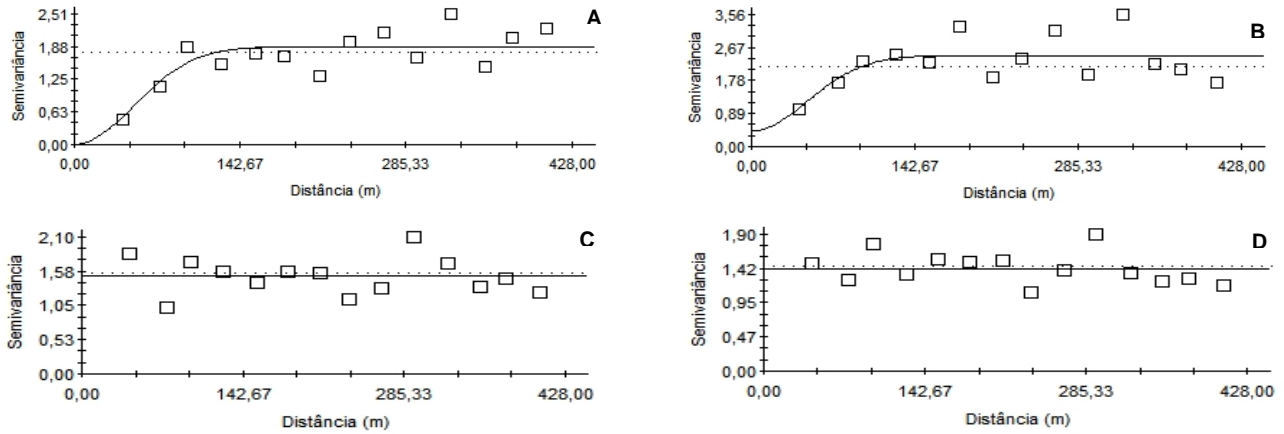 A
Semivariância
2,51
1,88
1,25
0,63
0,00
0,00 142,67 285,33 428,00
Distância (m)
B
Semivariância
3,56
2,67
1,78
0,89
0,00
0,00 142,67 285,33 428,00
Distância (m)
C
Semivariância
2,10
1,58
1,05
0,53
0,00
0,00 142,67 285,33 428,00
Distância (m)
D
Semivariância
1,90
1,42
0,95
0,47
0,00
0,00 142,67 285,33 428,00
Distância (m)